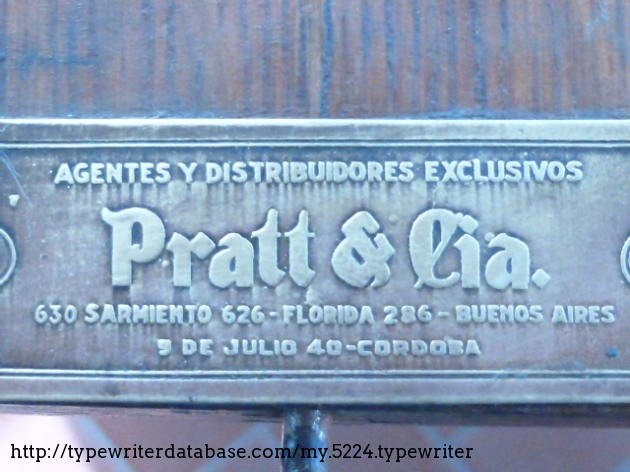 AGENTES Y DISTRIBUIDORES EXCLUSIVOS
Pratt & Cia.
630 SARMIENTO 626-FLORIDA 286-BUENOS AIRES
9 DE JULIO 40-CORDOBA
http://typewriterdatabase.com/my.5224.typewriter